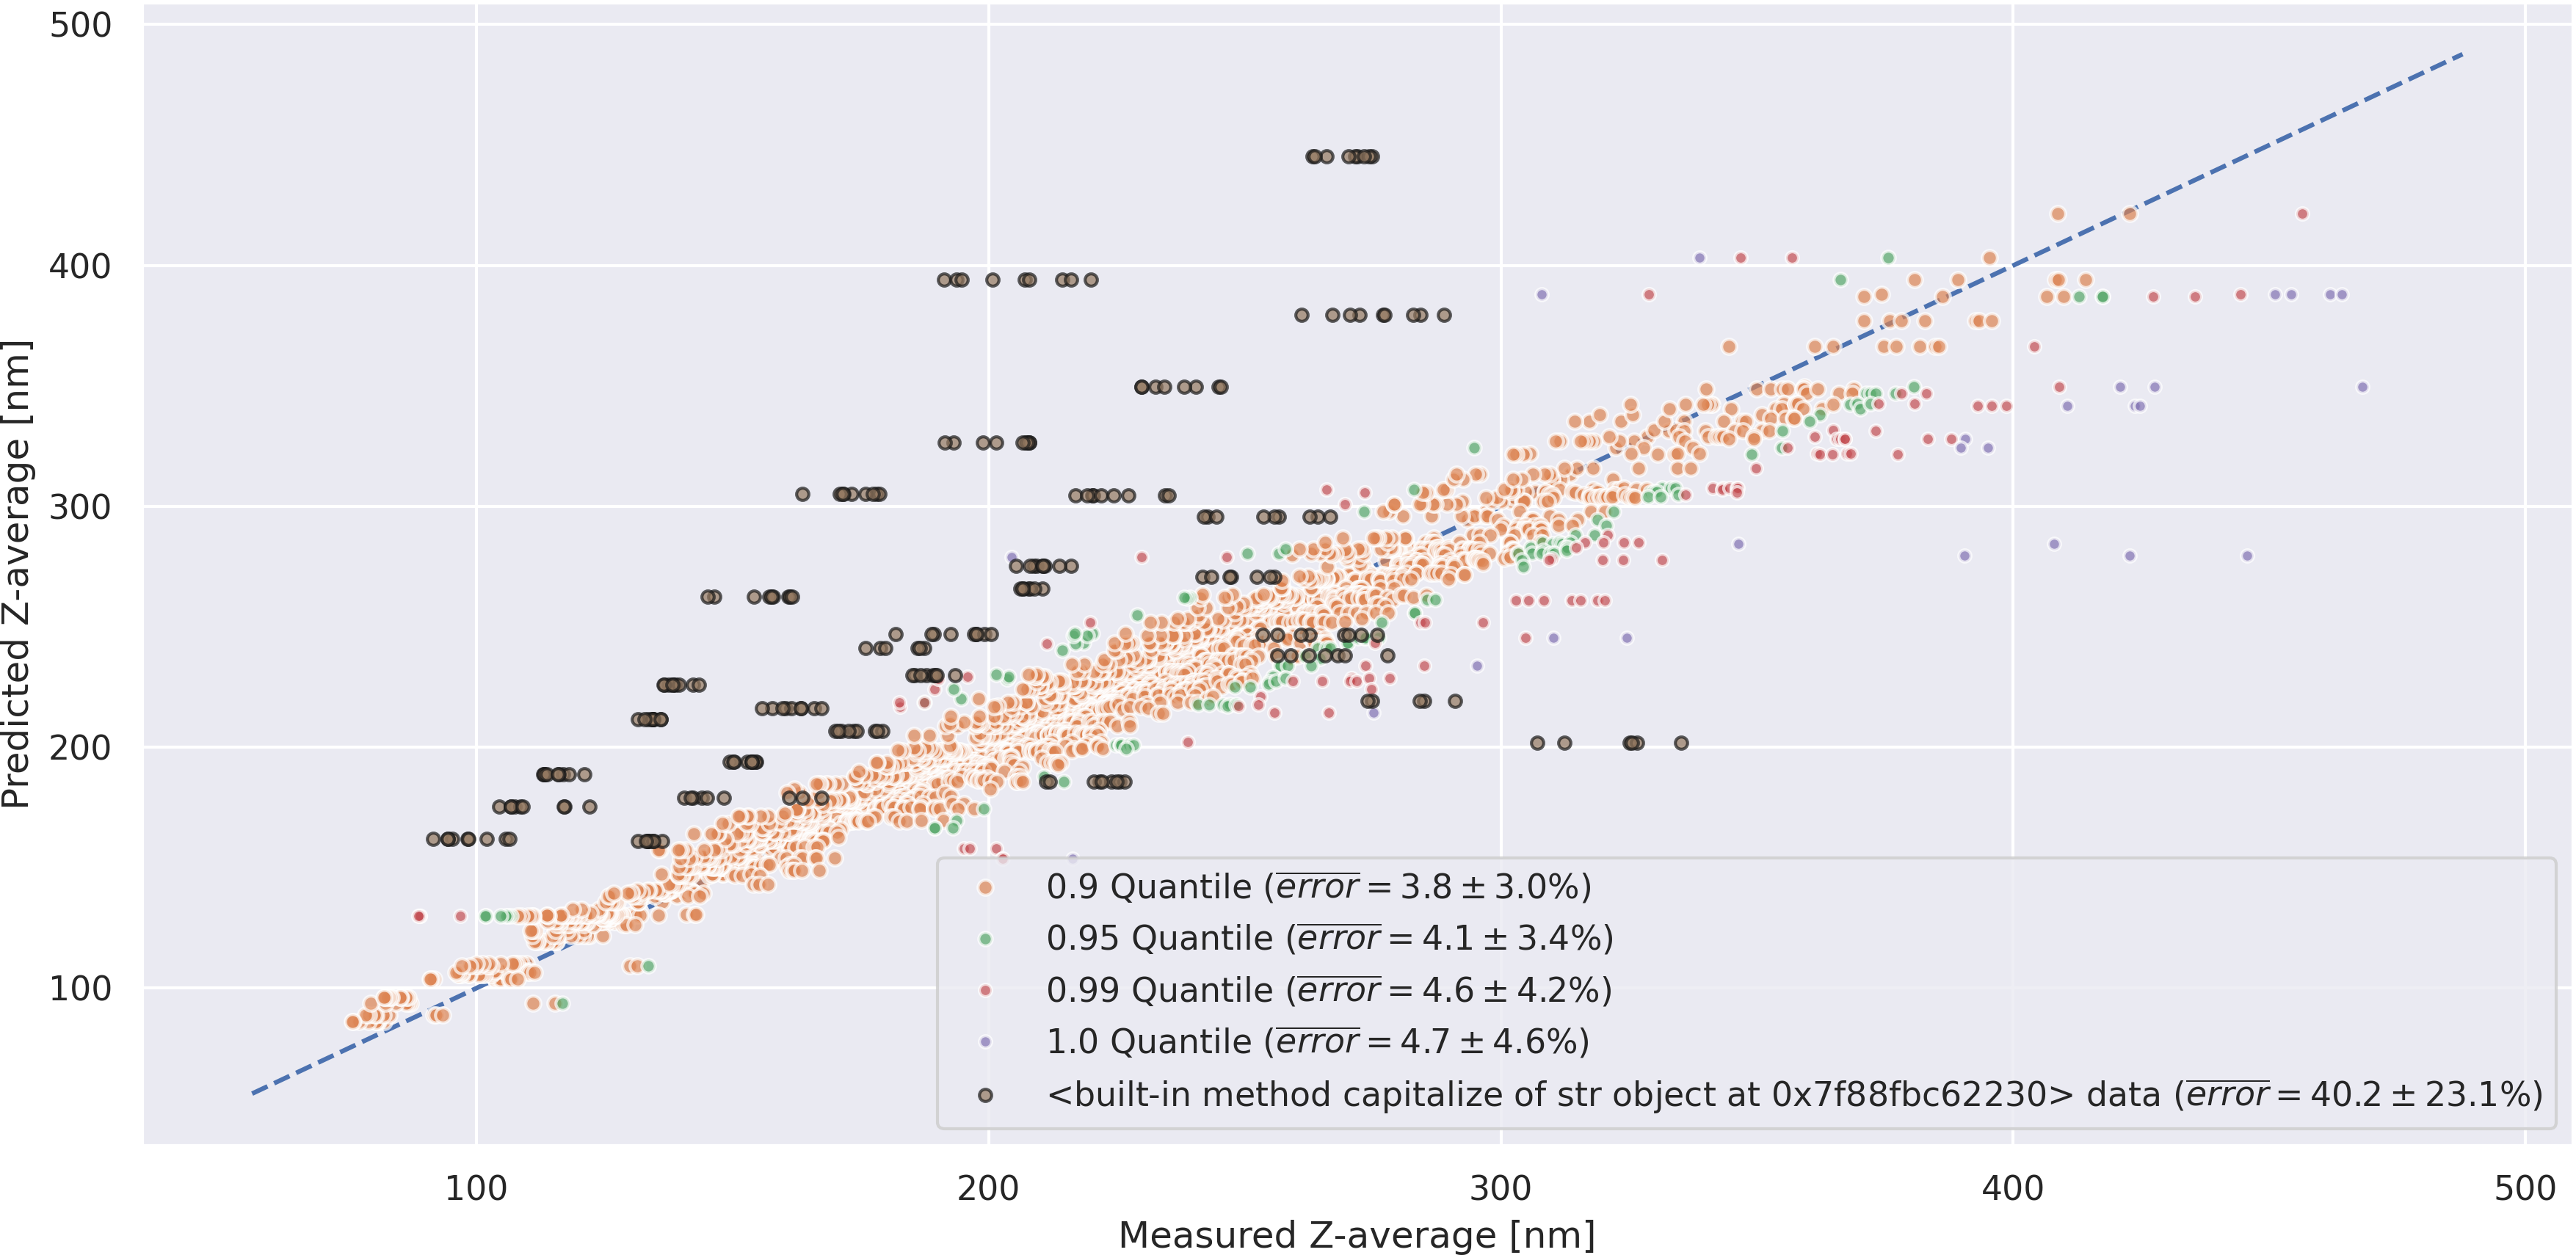 500
400
300
200
100
Predicted Z-average [nm]
0.9 Quantile (error = 3.8 ± 3.0%)
0.95 Quantile (error = 4.1 ± 3.4%)
0.99 Quantile (error = 4.6 ± 4.2%)
1.0 Quantile (error = 4.7 ± 4.6%)
<built-in method capitalize of str object at 0x7f88fbc62230> data (error = 40.2 ± 23.1%)
100 200 300 400 500
Measured Z-average [nm]